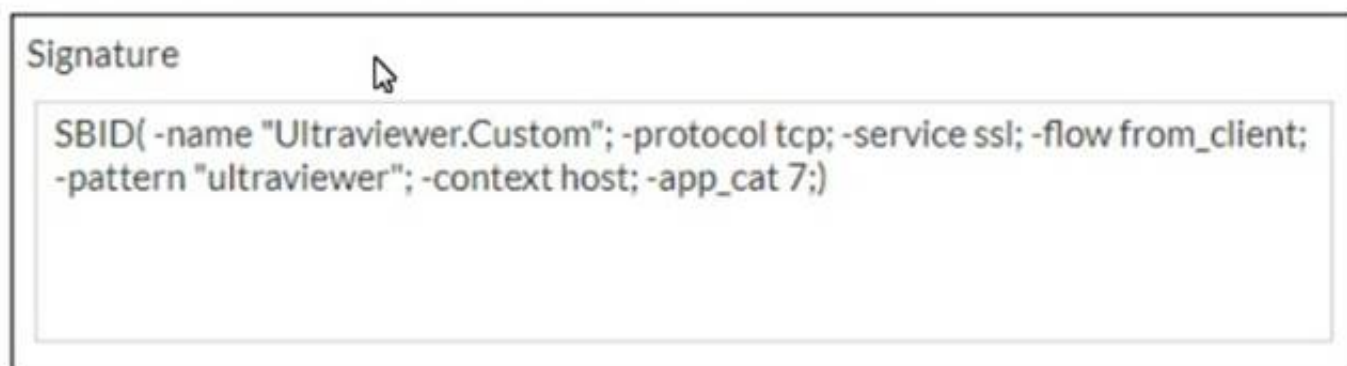 Signature
SBID( -name "Ultraviewer.Custom"; -protocol tcp; -service ssl; -flow from_client;
-pattern "ultraviewer"; -context host; -app_cat 7;)